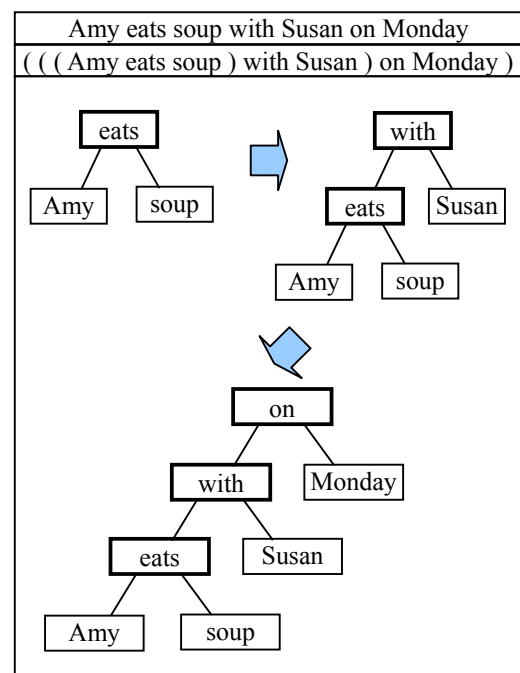 Amy eats soup with Susan on Monday
( ( ( Amy eats soup ) with Susan ) on Monday )
eats
Amy soup
with
eats Susan
Amy soup
on
with Monday
eats Susan
Amy soup